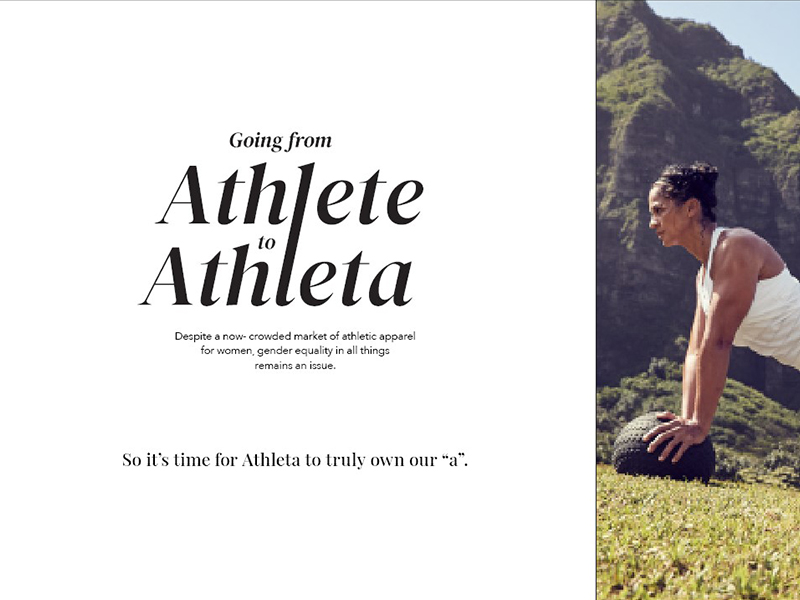 Going from
Athlete
to
Athleta
Despite a now- crowded market of athletic apparel
for women, gender equality in all things
remains an issue.
So it’s time for Athleta to truly own our “a”.